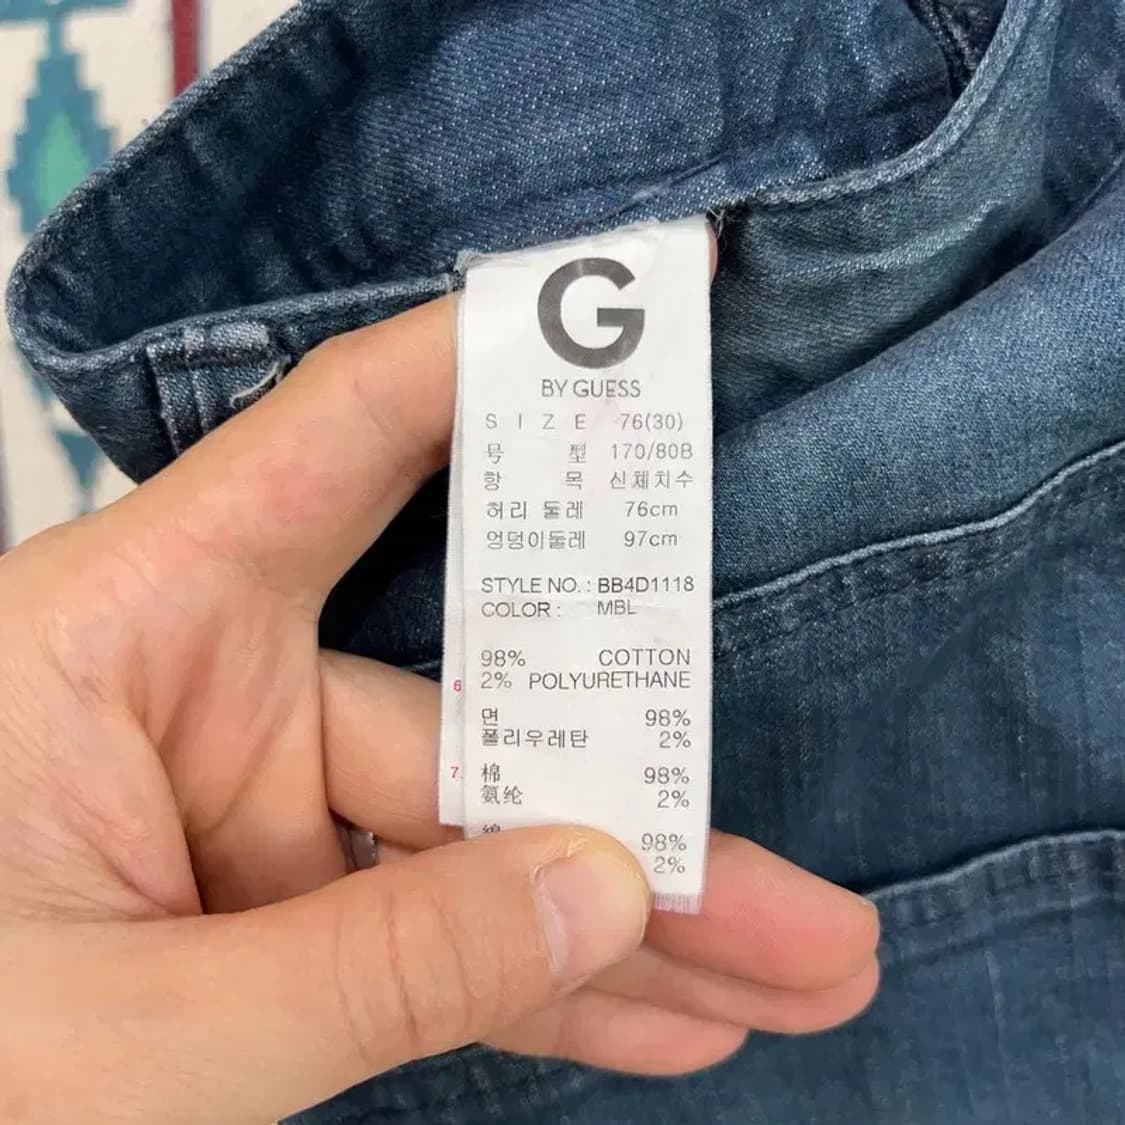 G
BY GUESS
SIZE 76(30)
号 型 170/80B
항 목 신체치수
허리 둘레 76cm
엉덩이둘레 97cm
STYLE NO. : BB4D1118
COLOR : MBL
98% COTTON
6 2% POLYURETHANE
면 98%
폴리우레탄 2%
7. 棉 98%
氨纶 2%
98%
2%